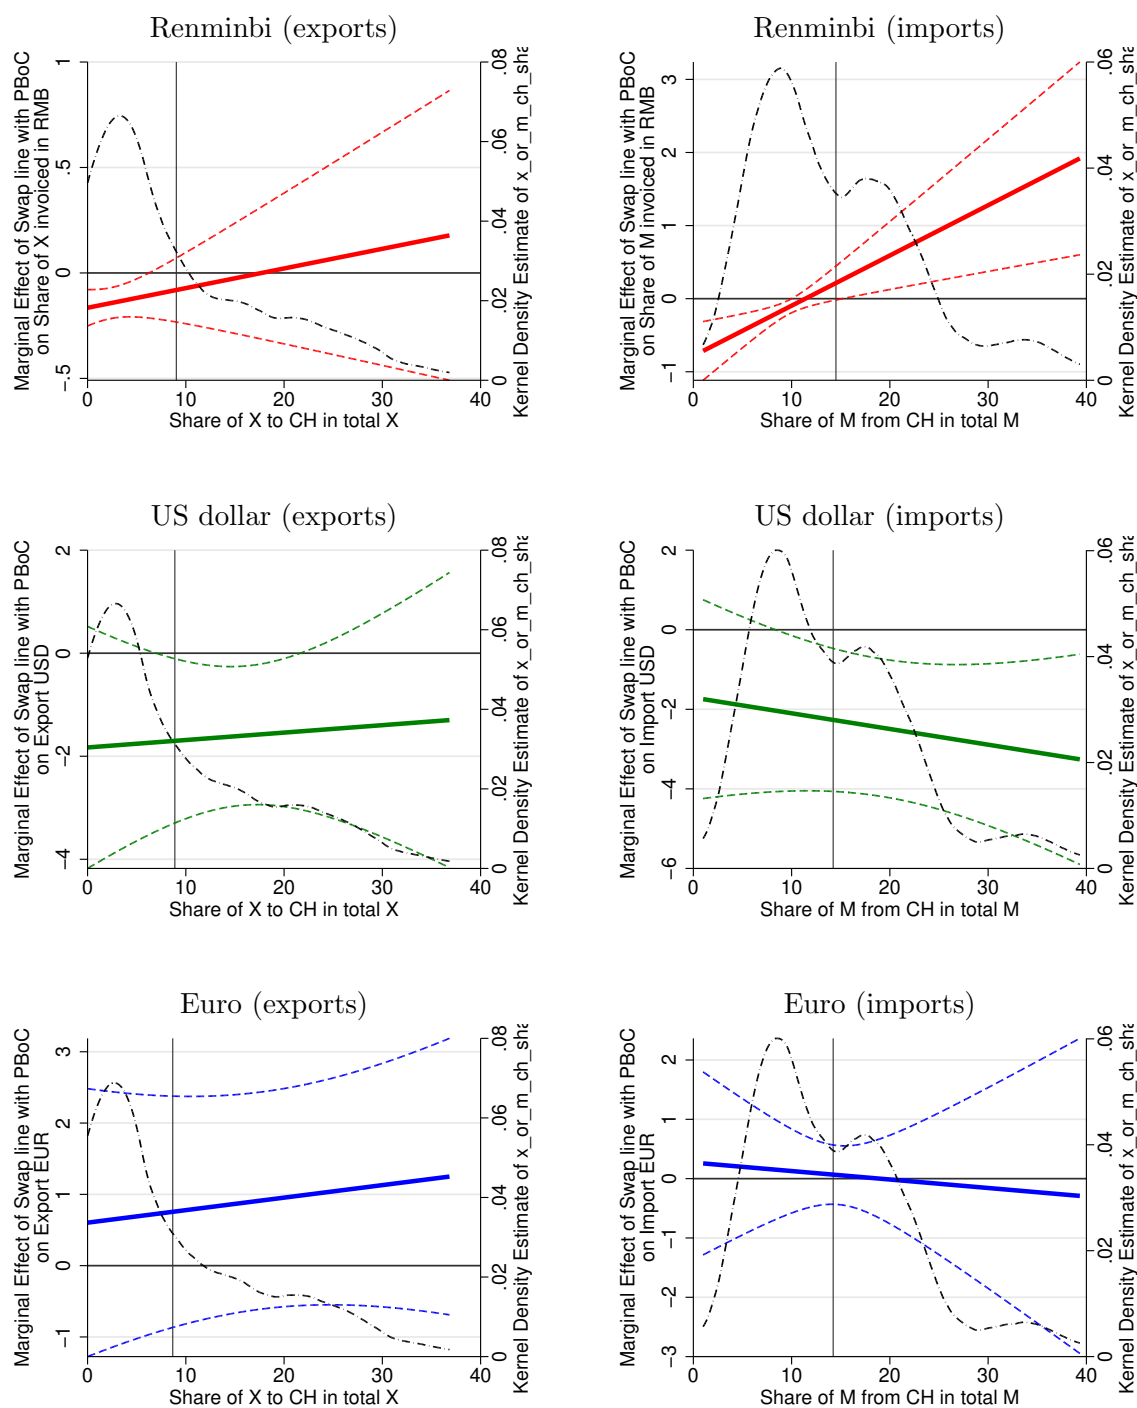 Renminbi (exports)
Marginal Effect of Swap line with PBoC
on Share of X invoiced in RMB
1
.5
0
-.5
.08
.06
.04
.02
0
Kernel Density Estimate of x_or_m_ch_sha
0 10 20 30 40
Share of X to CH in total X
Renminbi (imports)
Marginal Effect of Swap line with PBoC
on Share of M invoiced in RMB
3
2
1
0
-1
.06
.04
.02
0
Kernel Density Estimate of x_or_m_ch_sha
0 10 20 30 40
Share of M from CH in total M
US dollar (exports)
Marginal Effect of Swap line with PBoC
on Export USD
2
0
-2
-4
.08
.06
.04
.02
0
Kernel Density Estimate of x_or_m_ch_sha
0 10 20 30 40
Share of X to CH in total X
US dollar (imports)
Marginal Effect of Swap line with PBoC
on Import USD
2
0
-2
-4
-6
.06
.04
.02
0
Kernel Density Estimate of x_or_m_ch_sha
0 10 20 30 40
Share of M from CH in total M
Euro (exports)
Marginal Effect of Swap line with PBoC
on Export EUR
3
2
1
0
-1
.08
.06
.04
.02
0
Kernel Density Estimate of x_or_m_ch_sha
0 10 20 30 40
Share of X to CH in total X
Euro (imports)
Marginal Effect of Swap line with PBoC
on Import EUR
2
1
0
-1
-2
-3
.06
.04
.02
0
Kernel Density Estimate of x_or_m_ch_sha
0 10 20 30 40
Share of M from CH in total M